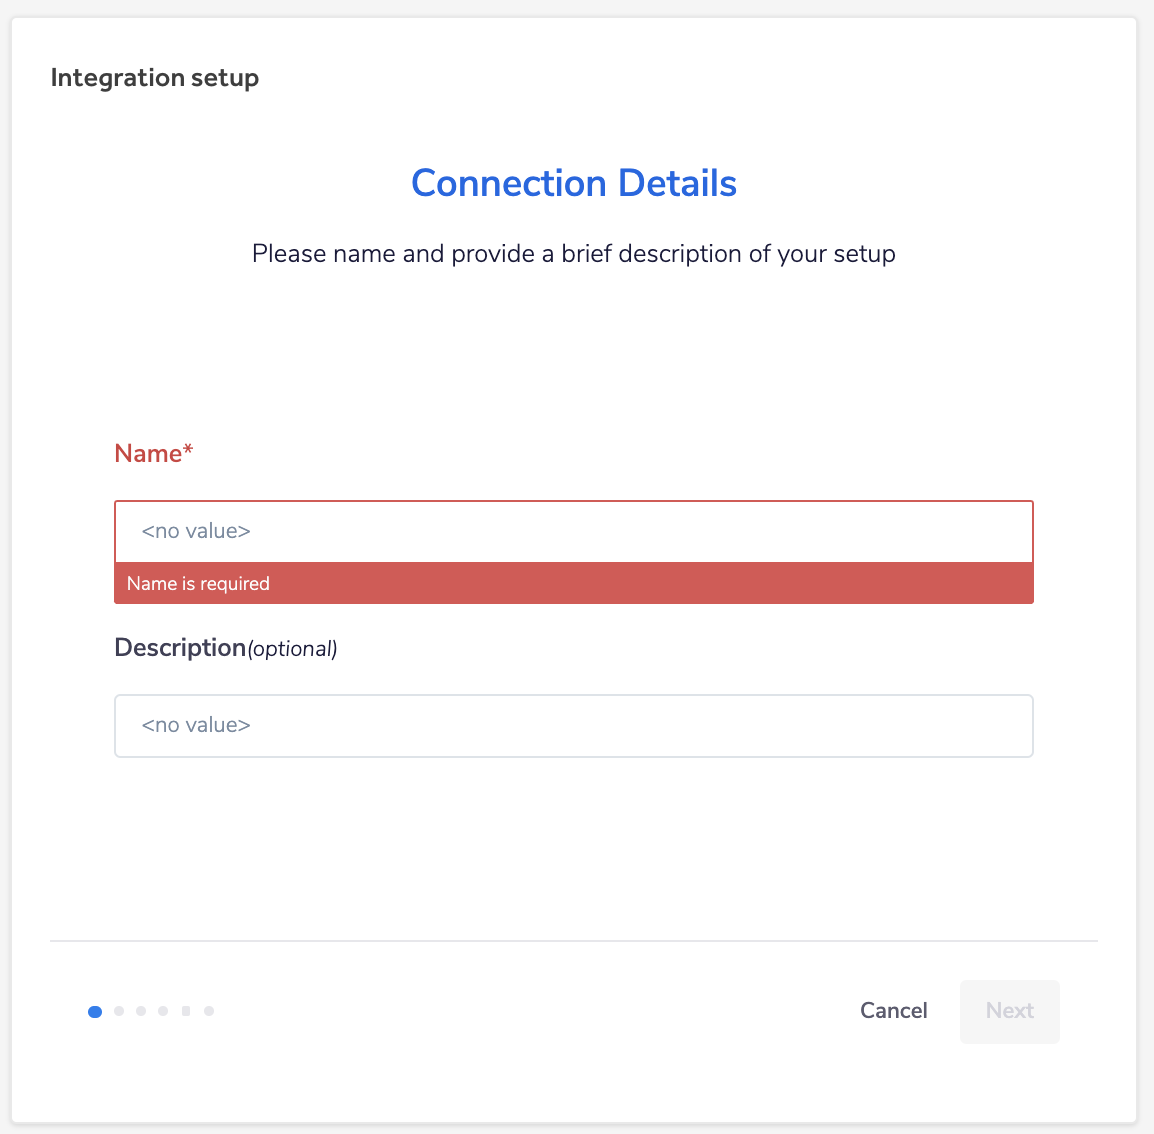 Integration setup
Connection Details
Please name and provide a brief description of your setup
Name*
<no value>
Name is required
Description(optional)
<no value>
Cancel
Next